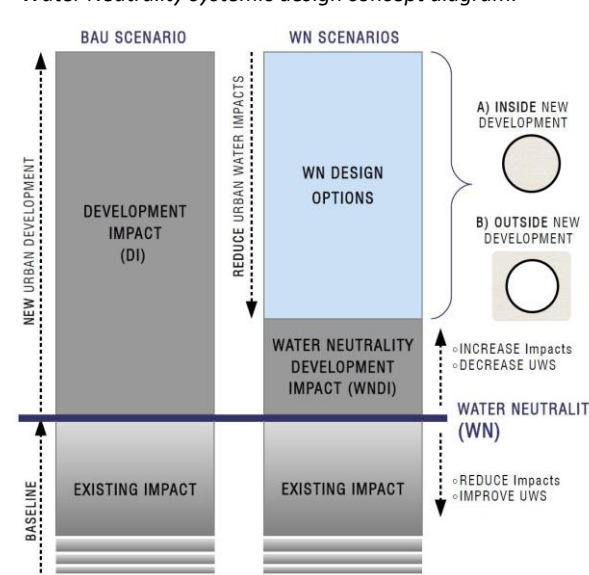 Water Neutrality systemic design concept diagram.
BAU SCENARIO
WN SCENARIOS
NEW URBAN DEVELOPMENT
DEVELOPMENT
IMPACT
(DI)
REDUCE URBAN WATER IMPACTS
WN DESIGN
OPTIONS
A) INSIDE NEW
DEVELOPMENT
B) OUTSIDE NEW
DEVELOPMENT
WATER NEUTRALITY
DEVELOPMENT
IMPACT (WNDI)
INCREASE Impacts
DECREASE UWS
WATER NEUTRALIT
(WN)
BASELINE
EXISTING IMPACT
EXISTING IMPACT
REDUCE Impacts
IMPROVE UWS